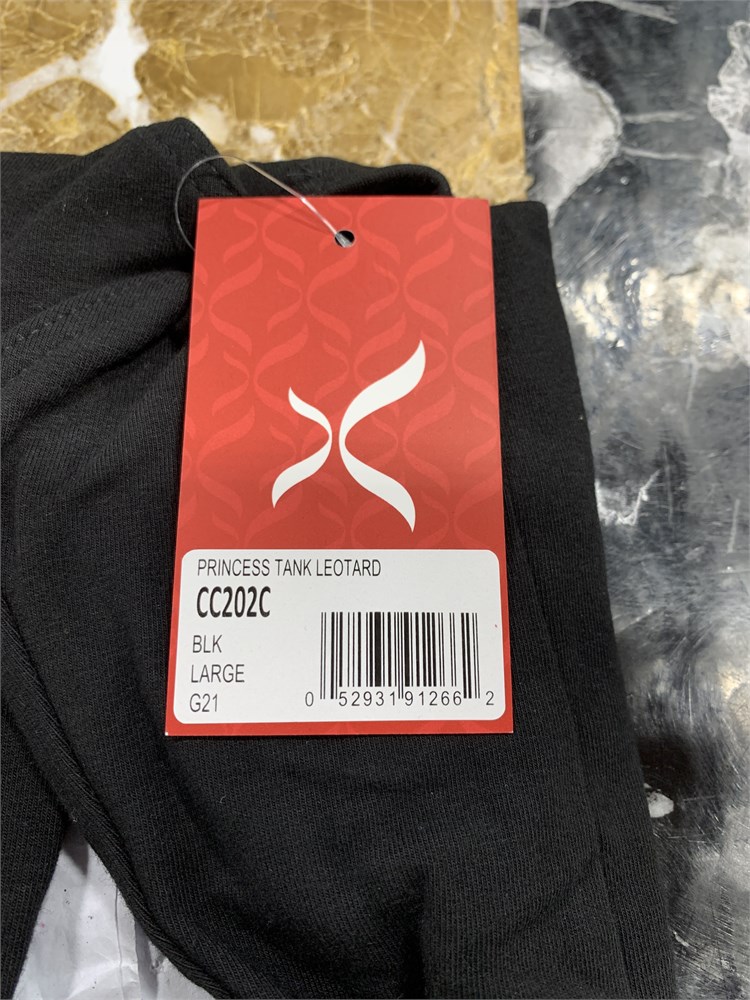 PRINCESS TANK LEOTARD
CC202C
BLK
LARGE
G21
0 52931 91266 2